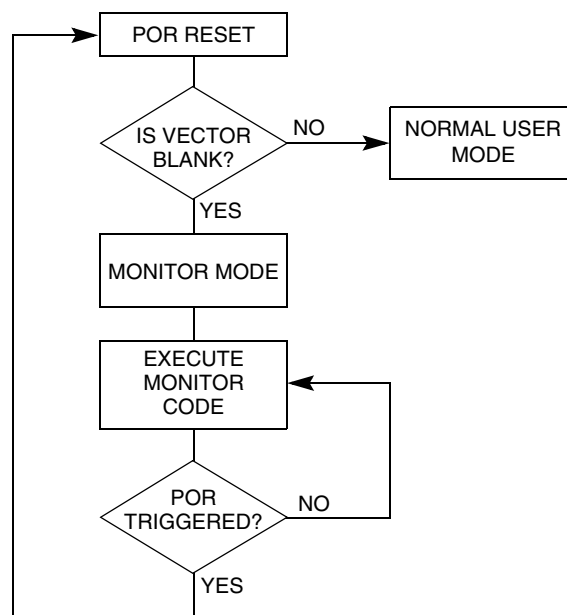 POR RESET
IS VECTOR
BLANK?
NO
NORMAL USER
MODE
YES
MONITOR MODE
EXECUTE
MONITOR
CODE
POR
TRIGGERED?
NO
YES